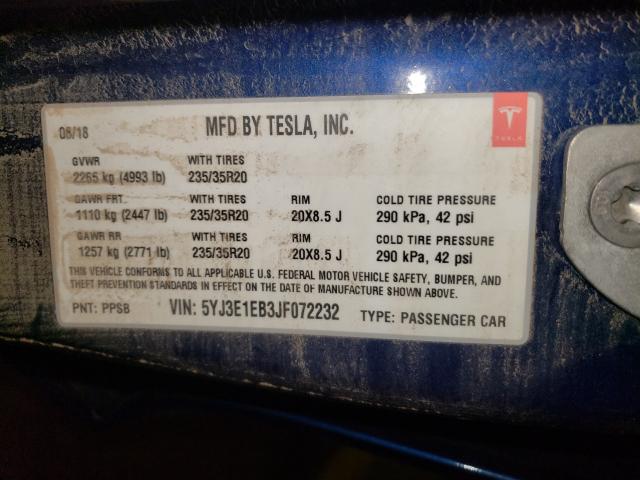 08/18 MFD BY TESLA, INC.
TESLA
GVWR WITH TIRES
2265 kg (4993 lb) 235/35R20
GAWR FRT. WITH TIRES RIM COLD TIRE PRESSURE
1110 kg (2447 lb) 235/35R20 20X8.5 J 290 kPa, 42 psi
GAWR RR WITH TIRES RIM COLD TIRE PRESSURE
1257 kg (2771 lb) 235/35R20 20X8.5 J 290 kPa, 42 psi
THIS VEHICLE CONFORMS TO ALL APPLICABLE U.S. FEDERAL MOTOR VEHICLE SAFETY, BUMPER, AND
THEFT PREVENTION STANDARDS IN EFFECT ON THE DATE OF MANUFACTURE SHOWN ABOVE.
PNT: PPSB VIN: 5YJ3E1EB3JF072232 TYPE: PASSENGER CAR